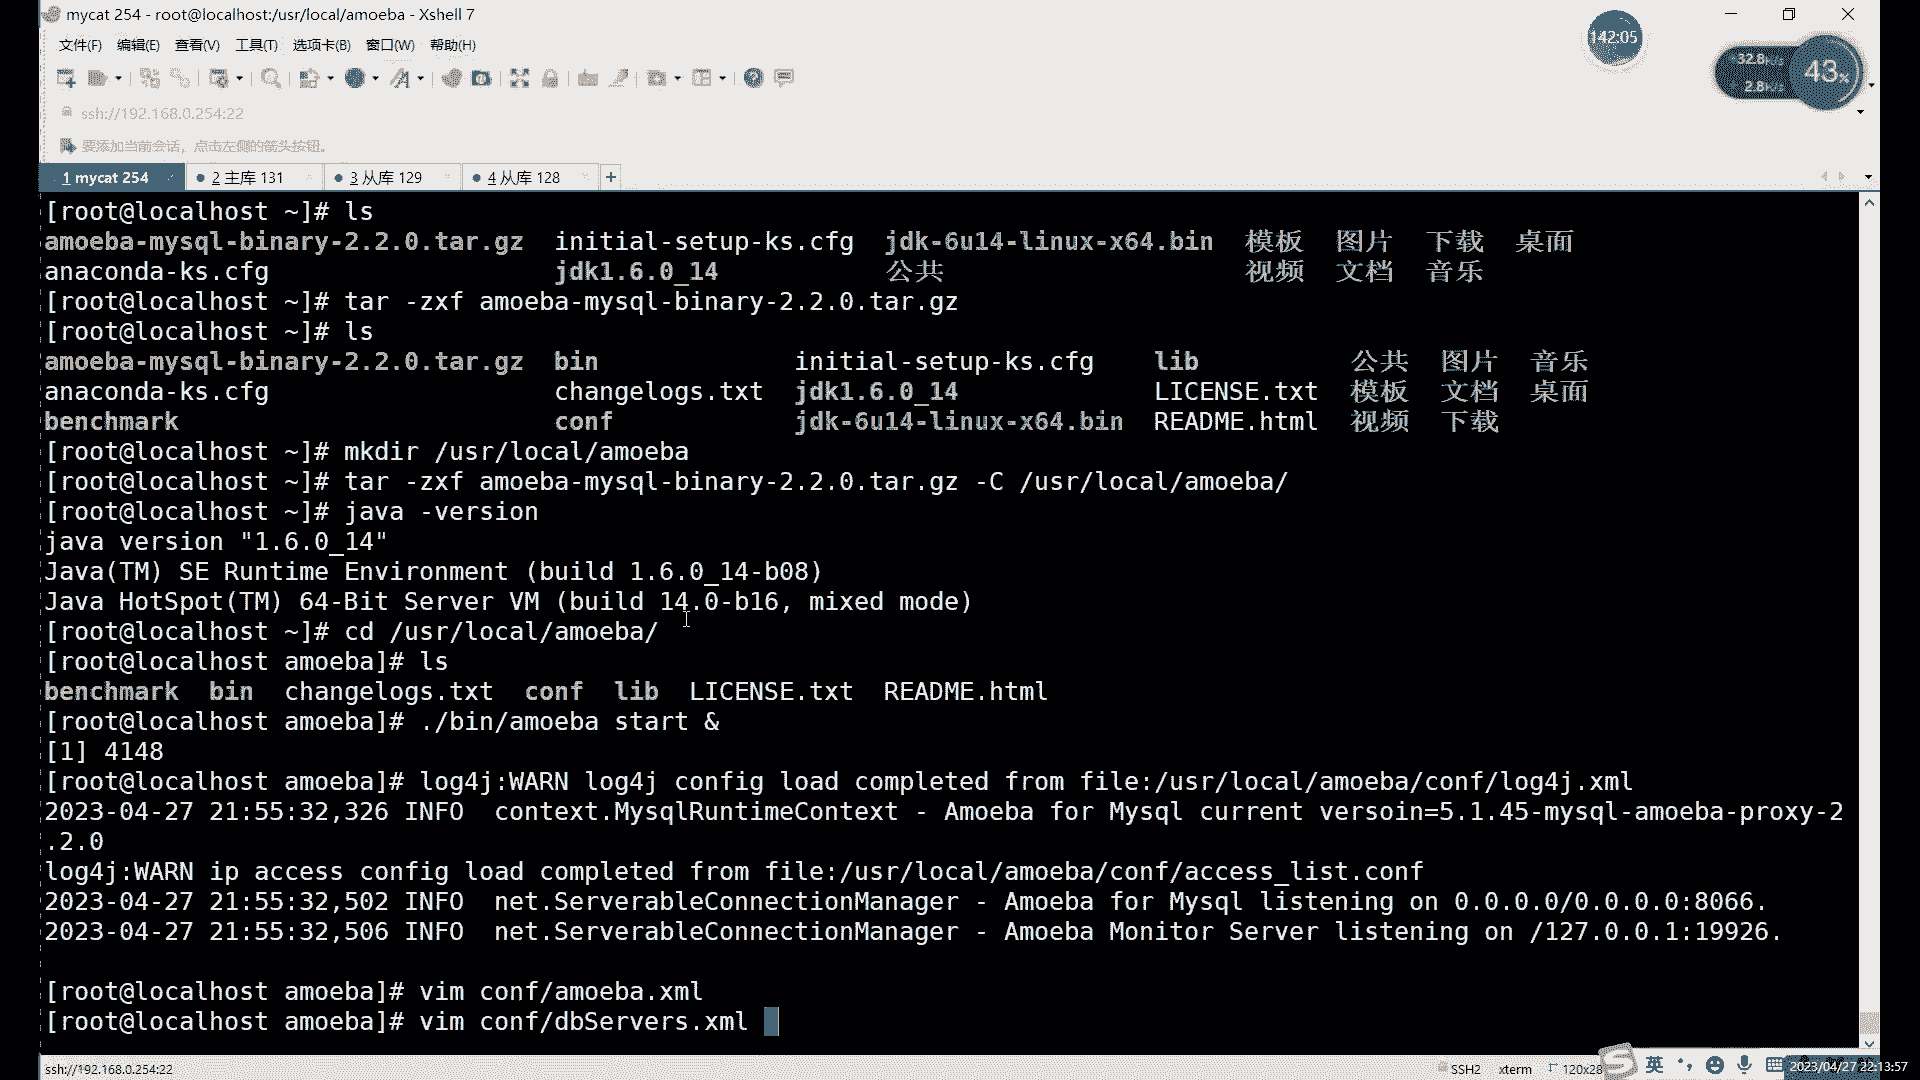 mycat 254 - root@localhost:/usr/local/amoeba - Xshell 7
142:05
文件(F) 编辑(E) 查看(V) 工具(T) 选项卡(B) 窗口(W) 帮助(H)
32.8K/s
2.8K/s
43%
ssh://192.168.0.254:22
要添加当前会话，点击左侧的箭头按钮。
1 mycat 254 2 主库 131 3 从库 129 4 从库 128 +
[root@localhost ~]# ls
amoeba-mysql-binary-2.2.0.tar.gz initial-setup-ks.cfg jdk-6u14-linux-x64.bin 模板 图片 下载 桌面
anaconda-ks.cfg jdk1.6.0_14 公共 视频 文档 音乐
[root@localhost ~]# tar -zxf amoeba-mysql-binary-2.2.0.tar.gz
[root@localhost ~]# ls
amoeba-mysql-binary-2.2.0.tar.gz bin initial-setup-ks.cfg lib 公共 图片 音乐
anaconda-ks.cfg changelogs.txt jdk1.6.0_14 LICENSE.txt 模板 文档 桌面
benchmark conf jdk-6u14-linux-x64.bin README.html 视频 下载
[root@localhost ~]# mkdir /usr/local/amoeba
[root@localhost ~]# tar -zxf amoeba-mysql-binary-2.2.0.tar.gz -C /usr/local/amoeba/
[root@localhost ~]# java -version
java version "1.6.0_14"
Java(TM) SE Runtime Environment (build 1.6.0_14-b08)
Java HotSpot(TM) 64-Bit Server VM (build 14.0-b16, mixed mode)
[root@localhost ~]# cd /usr/local/amoeba/
[root@localhost amoeba]# ls
benchmark bin changelogs.txt conf lib LICENSE.txt README.html
[root@localhost amoeba]# ./bin/amoeba start &
[1] 4148
[root@localhost amoeba]# log4j:WARN log4j config load completed from file:/usr/local/amoeba/conf/log4j.xml
2023-04-27 21:55:32,326 INFO context.MysqlRuntimeContext - Amoeba for Mysql current versoin=5.1.45-mysql-amoeba-proxy-2
.2.0
log4j:WARN ip access config load completed from file:/usr/local/amoeba/conf/access_list.conf
2023-04-27 21:55:32,502 INFO net.ServerableConnectionManager - Amoeba for Mysql listening on 0.0.0.0/0.0.0.0:8066.
2023-04-27 21:55:32,506 INFO net.ServerableConnectionManager - Amoeba Monitor Server listening on /127.0.0.1:19926.
[root@localhost amoeba]# vim conf/amoeba.xml
[root@localhost amoeba]# vim conf/dbServers.xml
ssh://192.168.0.254:22 SSH2 xterm 120x28 英 2023/04/27 22:13:57